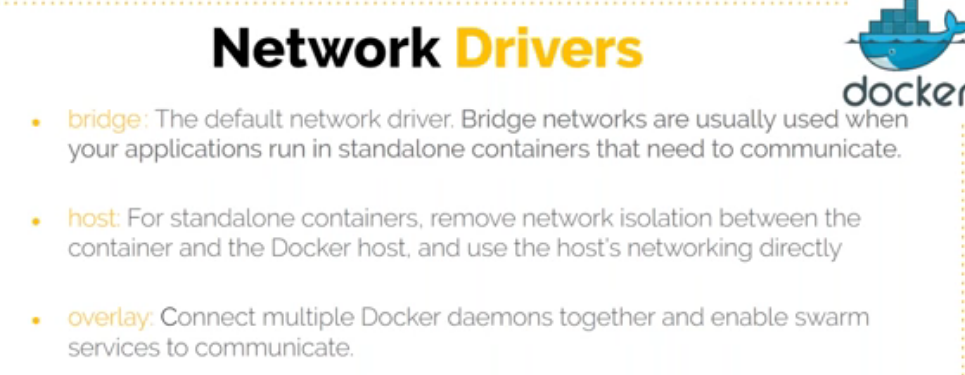 Network Drivers
docker
• bridge: The default network driver. Bridge networks are usually used when
your applications run in standalone containers that need to communicate.
• host: For standalone containers, remove network isolation between the
container and the Docker host, and use the host's networking directly
• overlay: Connect multiple Docker daemons together and enable swarm
services to communicate.